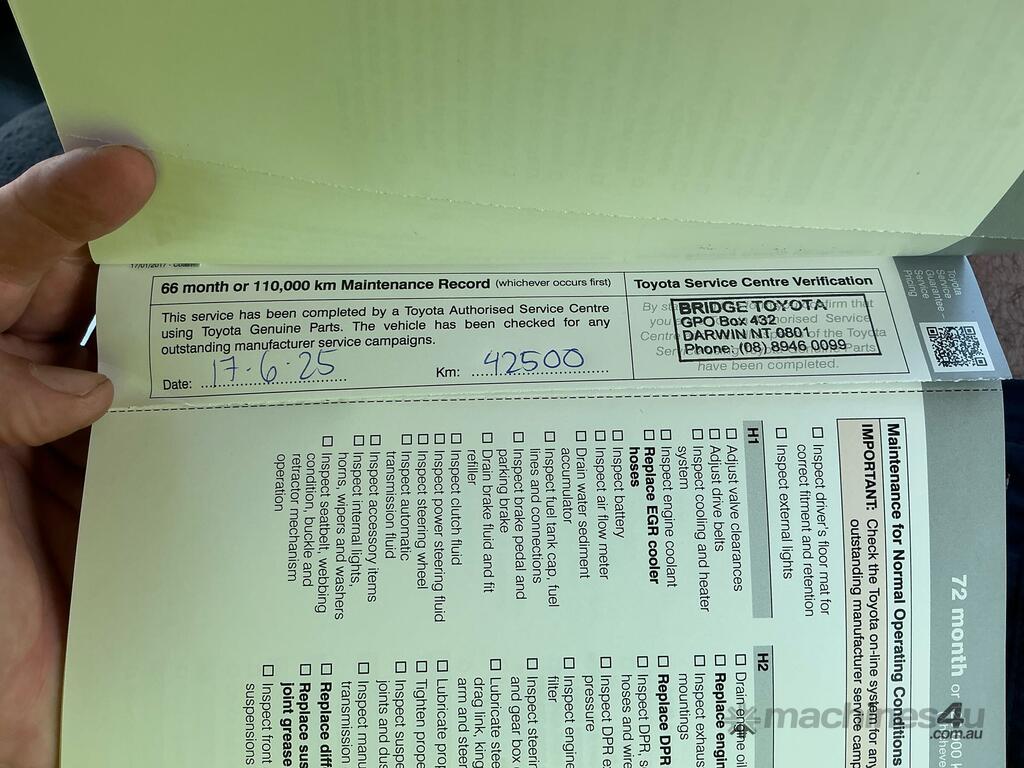 17/01/2017
66 month or 110,000 km Maintenance Record (whichever occurs first)
This service has been completed by a Toyota Authorised Service Centre
using Toyota Genuine Parts. The vehicle has been checked for any
outstanding manufacturer service campaigns.
Date: 17.6.25 Km: 42500
Toyota Service Centre Verification
BRIDGE TOYOTA
GPO Box 432
DARWIN NT 0801
Phone: (08) 8946 0099
have been completed.
Toyota
Service
Guarantee -
Service
Pricing
72 month or
Maintenance for Normal Operating Conditions
IMPORTANT: Check the Toyota on-line system for any
outstanding manufacturer service camp
☐ Inspect driver's floor mat for
correct fitment and retention
☐ Inspect external lights
H1
☐ Adjust valve clearances
☐ Adjust drive belts
☐ Inspect cooling and heater
system
☐ Inspect engine coolant
☐ Replace EGR cooler
hoses
☐ Inspect battery
☐ Inspect air flow meter
☐ Drain water sediment
accumulator
☐ Inspect fuel tank cap, fuel
lines and connections
☐ Inspect brake pedal and
parking brake
☐ Drain brake fluid and fit
refiller
☐ Inspect clutch fluid
☐ Inspect power steering fluid
☐ Inspect steering wheel
☐ Inspect automatic
transmission fluid
☐ Inspect accessory items
☐ Inspect internal lights,
horns, wipers and washers
☐ Inspect seatbelt, webbing
condition, buckle and
retractor mechanism
operation
H2
☐ Drain engine oil
☐ Replace engin
☐ Inspect exhaus
mountings
☐ Replace DPR
☐ Inspect DPR, s
hoses and wire
☐ Inspect DPR e
pressure
☐ Inspect engine
filter
☐ Inspect steerin
and gear box
☐ Lubricate stee
drag link, king
arm and steer
☐ Lubricate prop
☐ Tighten prope
☐ Inspect suspe
joints and dus
☐ Inspect manu
transmission
☐ Replace diff
☐ Replace sus
joint grease
☐ Inspect front
suspension
machines4u
.com.au